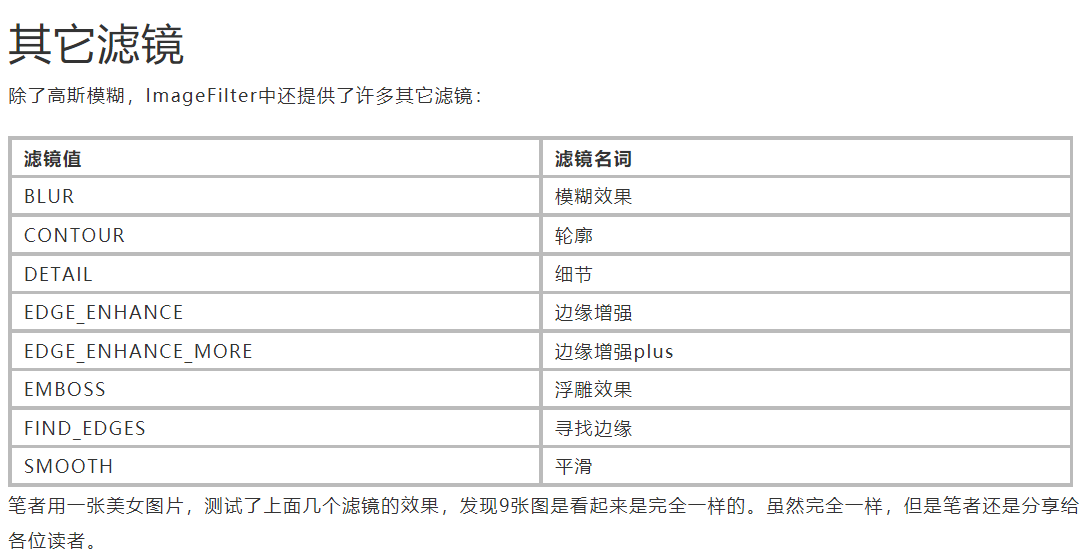 其它滤镜
除了高斯模糊，ImageFilter中还提供了许多其它滤镜：
滤镜值 滤镜名词
BLUR 模糊效果
CONTOUR 轮廓
DETAIL 细节
EDGE_ENHANCE 边缘增强
EDGE_ENHANCE_MORE 边缘增强plus
EMBOSS 浮雕效果
FIND_EDGES 寻找边缘
SMOOTH 平滑
笔者用一张美女图片，测试了上面几个滤镜的效果，发现9张图是看起来是完全一样的。虽然完全一样，但是笔者还是分享给
各位读者。